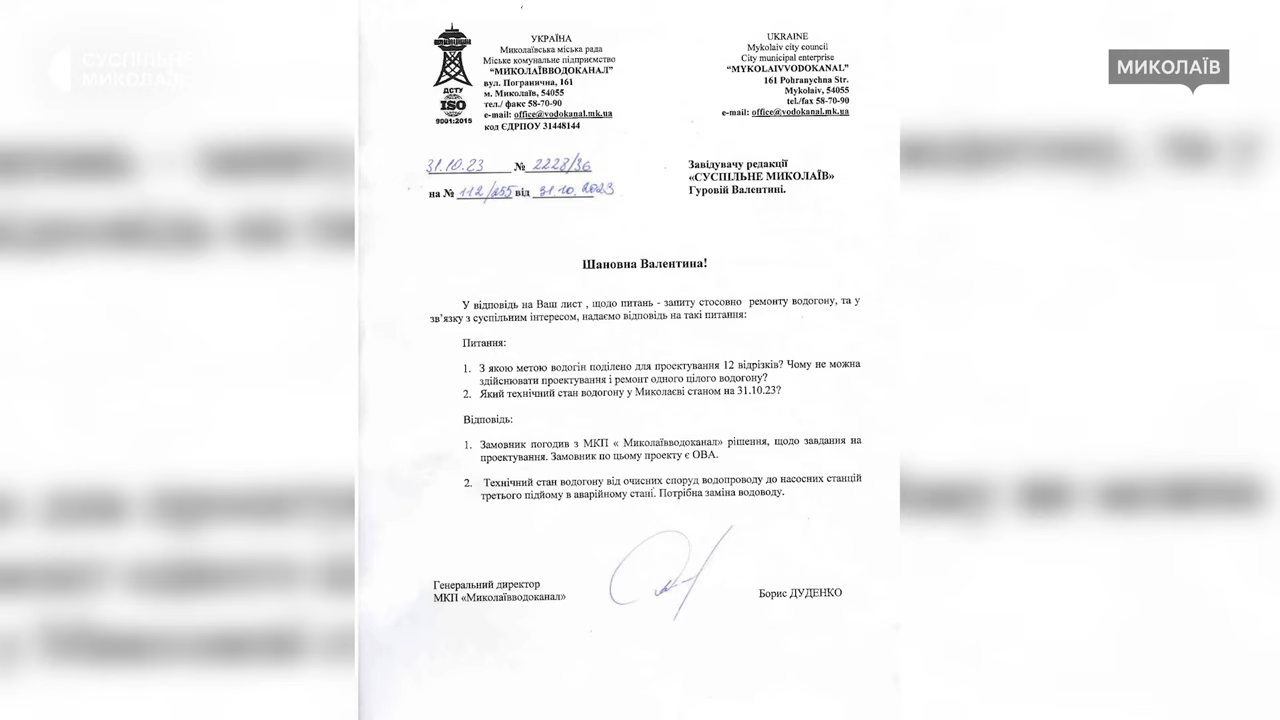 СУСПІЛЬНЕ
МИКОЛАЇВ
МИКОЛАЇВ
УКРАЇНА
Миколаївська міська рада
Міське комунальне підприємство
“МИКОЛАЇВВОДОКАНАЛ”
вул. Погранична, 161
м. Миколаїв, 54055
тел./ факс 58-70-90
e-mail: office@vodokanal.mk.ua
код ЄДРПОУ 31448144
ДСТУ
ISO
9001:2015
UKRAINE
Mykolaiv city council
City municipal enterprise
“MYKOLAIVVODOKANAL”
161 Pohranychna Str.
Mykolaiv, 54055
tel./fax 58-70-90
e-mail: office@vodokanal.mk.ua
31.10.23 № 2228/36
на № 112/255 від 31.10.2023
Завідувачу редакції
«СУСПІЛЬНЕ МИКОЛАЇВ»
Гуровій Валентині.
Шановна Валентина!
У відповідь на Ваш лист , щодо питань - запиту стосовно ремонту водогону, та у
зв’язку з суспільним інтересом, надаємо відповідь на такі питання:
Питання:
1. З якою метою водогін поділено для проєктування 12 відрізків? Чому не можна
здійснювати проектування і ремонт одного цілого водогону?
2. Який технічний стан водогону у Миколаєві станом на 31.10.23?
Відповідь:
1. Замовник погодив з МКП « Миколаївводоканал» рішення, щодо завдання на
проектування. Замовник по цьому проекту є ОВА.
2. Технічний стан водогону від очисних споруд водопроводу до насосних станцій
третього підйому в аварійному стані. Потрібна заміна водоводу.
Генеральний директор
МКП «Миколаївводоканал»
Борис ДУДЕНКО